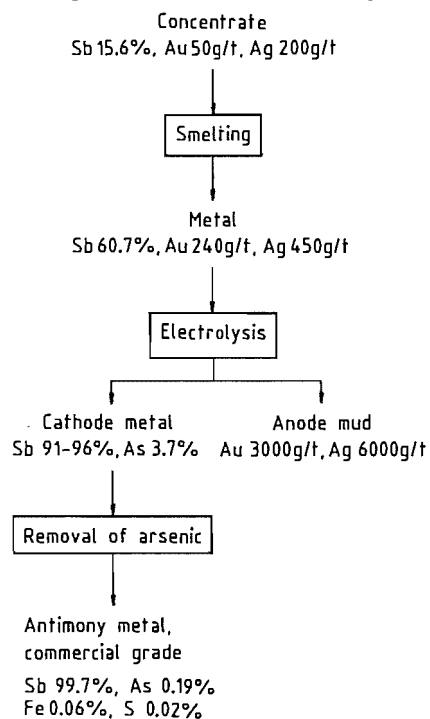 Concentrate
Sb 15.6%, Au 50g/t, Ag 200g/t
Smelting
Metal
Sb 60.7%, Au 240g/t, Ag 450g/t
Electrolysis
Cathode metal
Sb 91-96%, As 3.7%
Anode mud
Au 3000g/t, Ag 6000g/t
Removal of arsenic
Antimony metal,
commercial grade
Sb 99.7%, As 0.19%
Fe 0.06%, S 0.02%